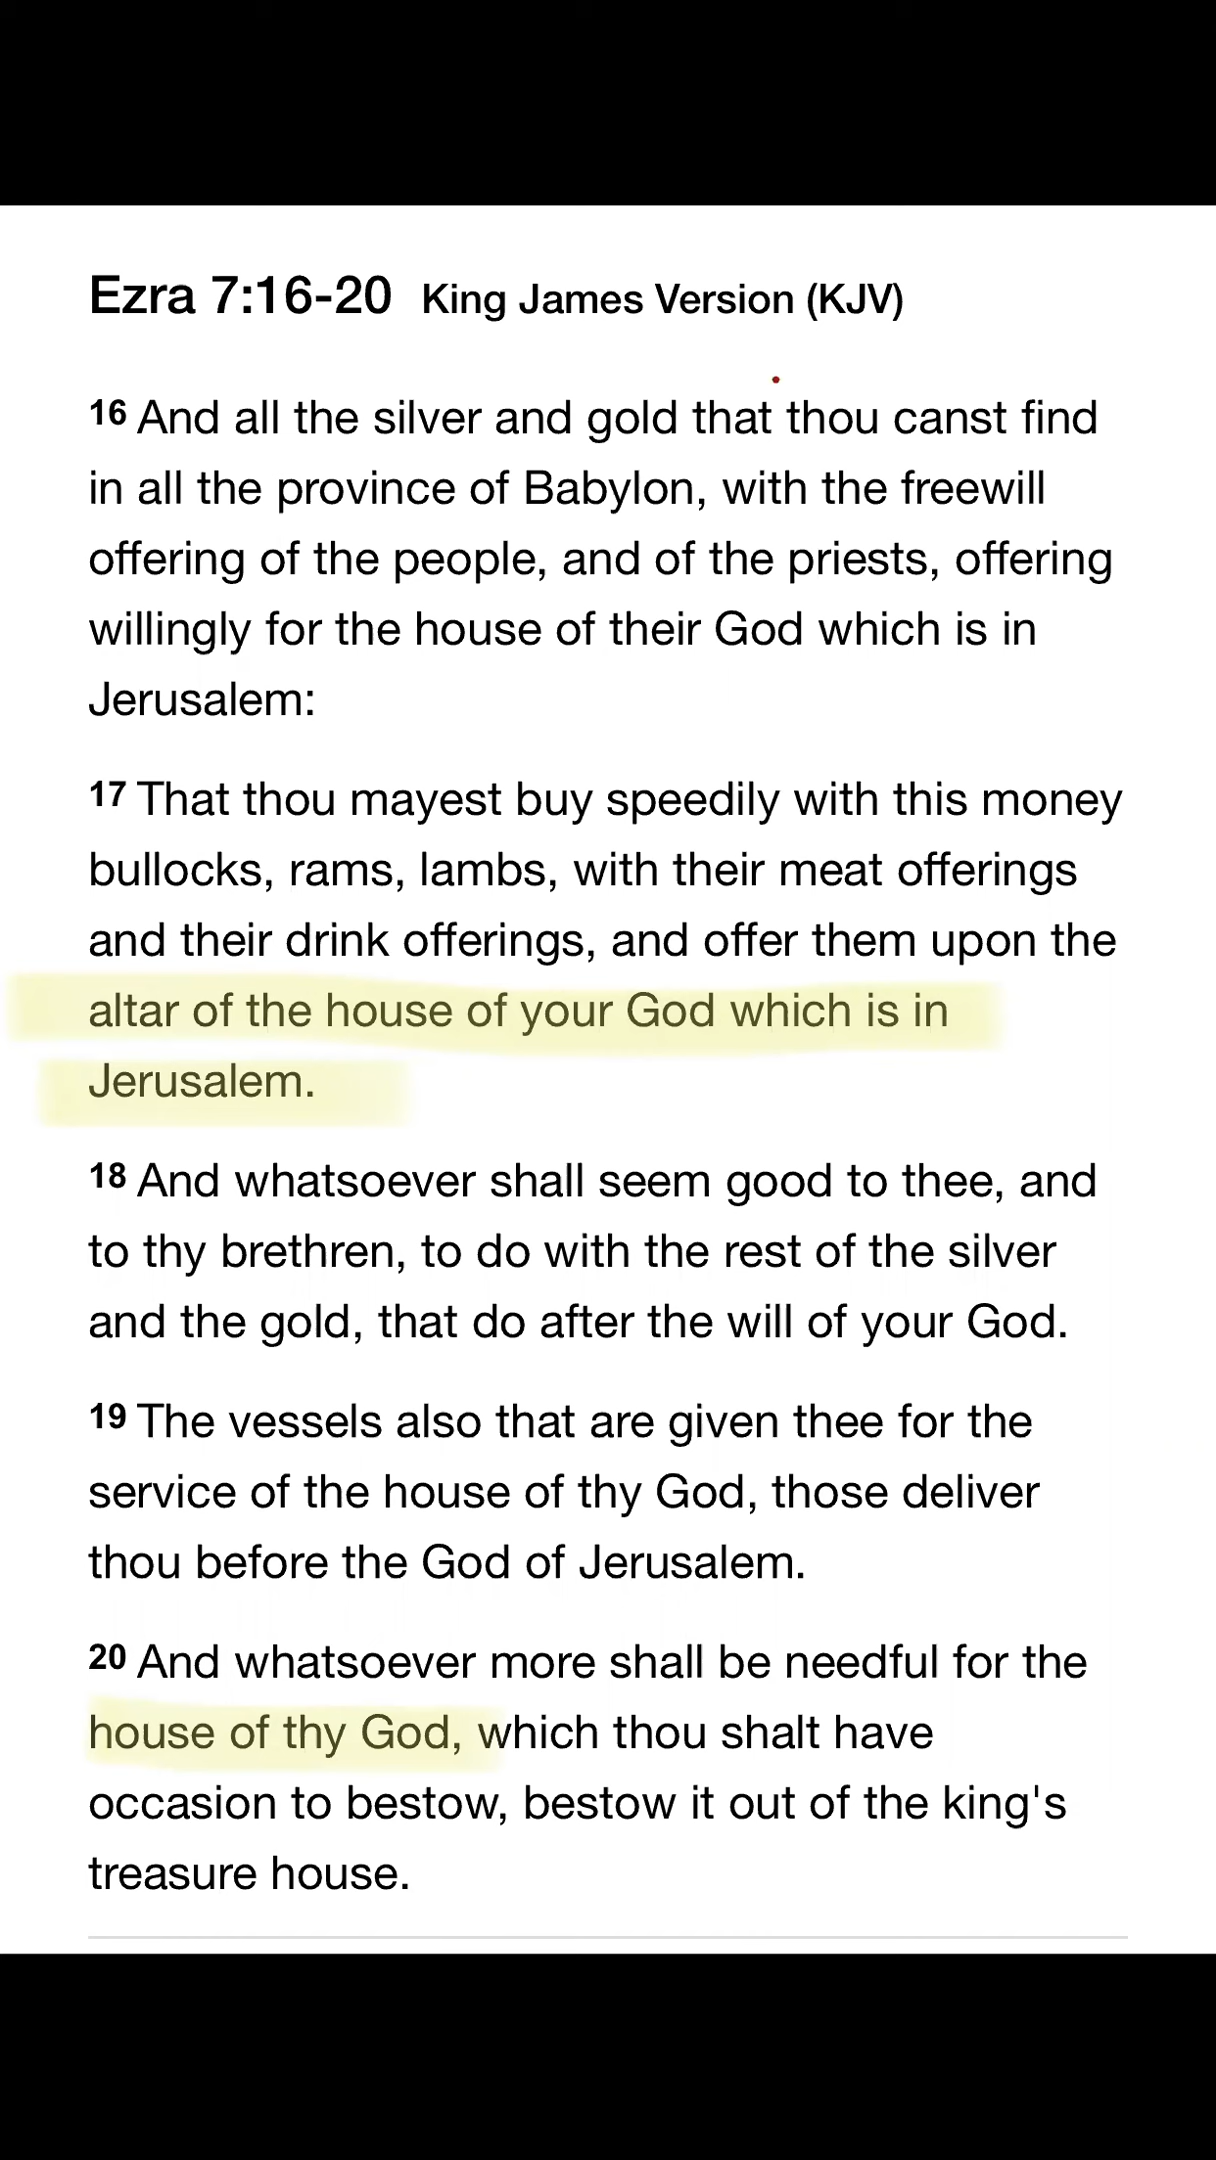 Ezra 7:16-20 King James Version (KJV)
16 And all the silver and gold that thou canst find
in all the province of Babylon, with the freewill
offering of the people, and of the priests, offering
willingly for the house of their God which is in
Jerusalem:
17 That thou mayest buy speedily with this money
bullocks, rams, lambs, with their meat offerings
and their drink offerings, and offer them upon the
altar of the house of your God which is in
Jerusalem.
18 And whatsoever shall seem good to thee, and
to thy brethren, to do with the rest of the silver
and the gold, that do after the will of your God.
19 The vessels also that are given thee for the
service of the house of thy God, those deliver
thou before the God of Jerusalem.
20 And whatsoever more shall be needful for the
house of thy God, which thou shalt have
occasion to bestow, bestow it out of the king's
treasure house.